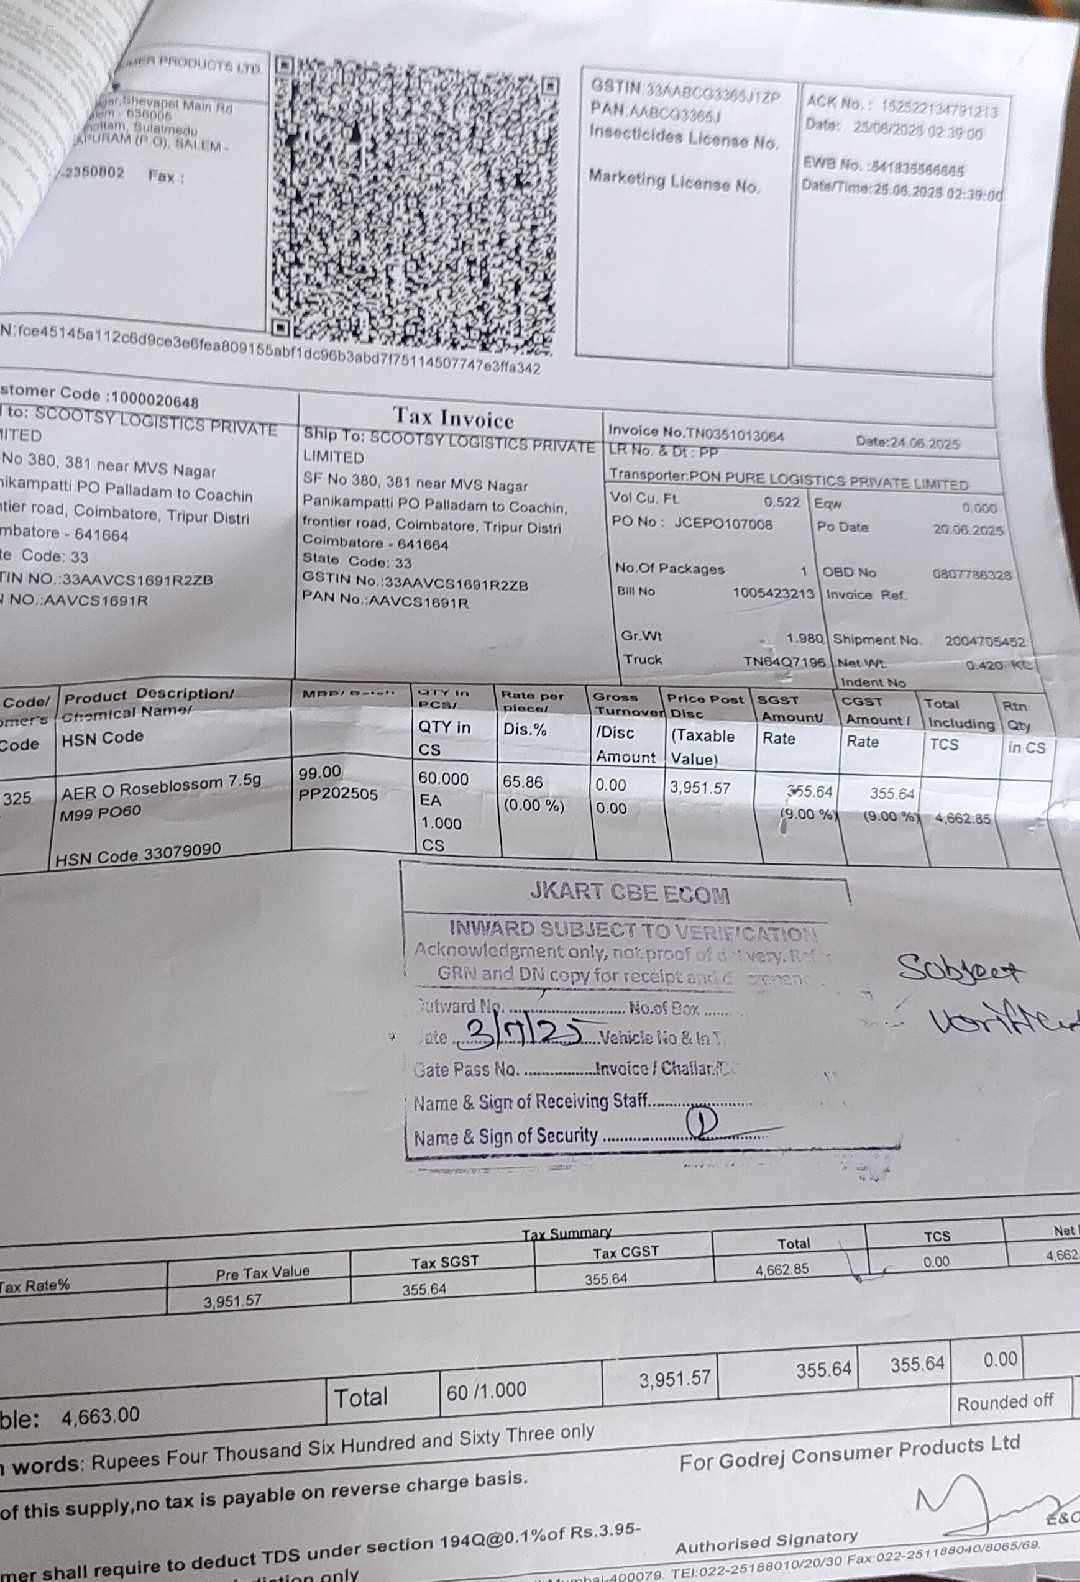 PRODUCTS LTD
Shevapet Main Rd
636006
Sulaimedu
(P O), SALEM -
-2350802 Fax :
GSTIN:33AABCG3365J1ZP
PAN:AABCG3365J
Insecticides License No.
Marketing License No.
ACK No. : 152522134791213
Date: 25/06/2025 02:39:00
EWB No. :541835566685
Date/Time:25.06.2025 02:39:00
N:fce45145a112c6d9ce3e6fea809155abf1dc96b3abd7f75114507747e3ffa342
stomer Code :1000020648
to: SCOOTSY LOGISTICS PRIVATE
MITED
No 380, 381 near MVS Nagar
nikampatti PO Palladam to Coachin
ntier road, Coimbatore, Tripur Distri
mbatore - 641664
te Code: 33
TIN NO.:33AAVCS1691R2ZB
N NO.:AAVCS1691R
Tax Invoice
Ship To: SCOOTSY LOGISTICS PRIVATE
LIMITED
SF No 380, 381 near MVS Nagar
Panikampatti PO Palladam to Coachin,
frontier road, Coimbatore, Tripur Distri
Coimbatore - 641664
State Code: 33
GSTIN No.:33AAVCS1691R2ZB
PAN No.:AAVCS1691R
Invoice No.TN0351013064 Date:24.06.2025
LR No. & Dt : PP
Transporter:PON PURE LOGISTICS PRIVATE LIMITED
Vol Cu. Ft. 0.522 Eqw 0.000
PO No : JCEPO107008 Po Date 20.06.2025
No.Of Packages 1 OBD No 0807786328
Bill No 1005423213 Invoice Ref.
Gr.Wt 1.980 Shipment No. 2004705452
Truck TN64Q7196 Net Wt. 0.420 KG
Indent No
Code/ Product Description/ MRP/ Batch QTY in Rate per Gross Price Post SGST CGST Total Rtn
omer's Chemical Name/ PCS/ piece/ Turnover Disc Amount/ Amount / Including Qty
Code HSN Code QTY in Dis.% /Disc (Taxable Rate Rate TCS in CS
CS Amount Value)
325 AER O Roseblossom 7.5g 99.00 60.000 65.86 0.00 3,951.57 355.64 355.64
M99 PO60 PP202505 EA (0.00 %) 0.00 (9.00 %) (9.00 %) 4,662.85
1.000
HSN Code 33079090 CS
JKART CBE ECOM
INWARD SUBJECT TO VERIFICATION
Acknowledgment only, not proof of delivery.
GRN and DN copy for receipt and
Outward No. .................... No.of Box .......
Date 3/7/25 Vehicle No & In
Gate Pass No. .................Invoice / Challan
Name & Sign of Receiving Staff....................
Name & Sign of Security ....................
Subject
Tax Summary
Tax Rate% Pre Tax Value Tax SGST Tax CGST Total TCS Net
3,951.57 355.64 355.64 4,662.85 0.00 4,662
ble: 4,663.00 Total 60 /1.000 3,951.57 355.64 355.64 0.00
Rounded off
n words: Rupees Four Thousand Six Hundred and Sixty Three only
of this supply,no tax is payable on reverse charge basis.
For Godrej Consumer Products Ltd
E&O
mer shall require to deduct TDS under section 194Q@0.1%of Rs.3.95-
Authorised Signatory
diction only
Mumbai-400079. TEl:022-25188010/20/30 Fax:022-251188040/8065/69.